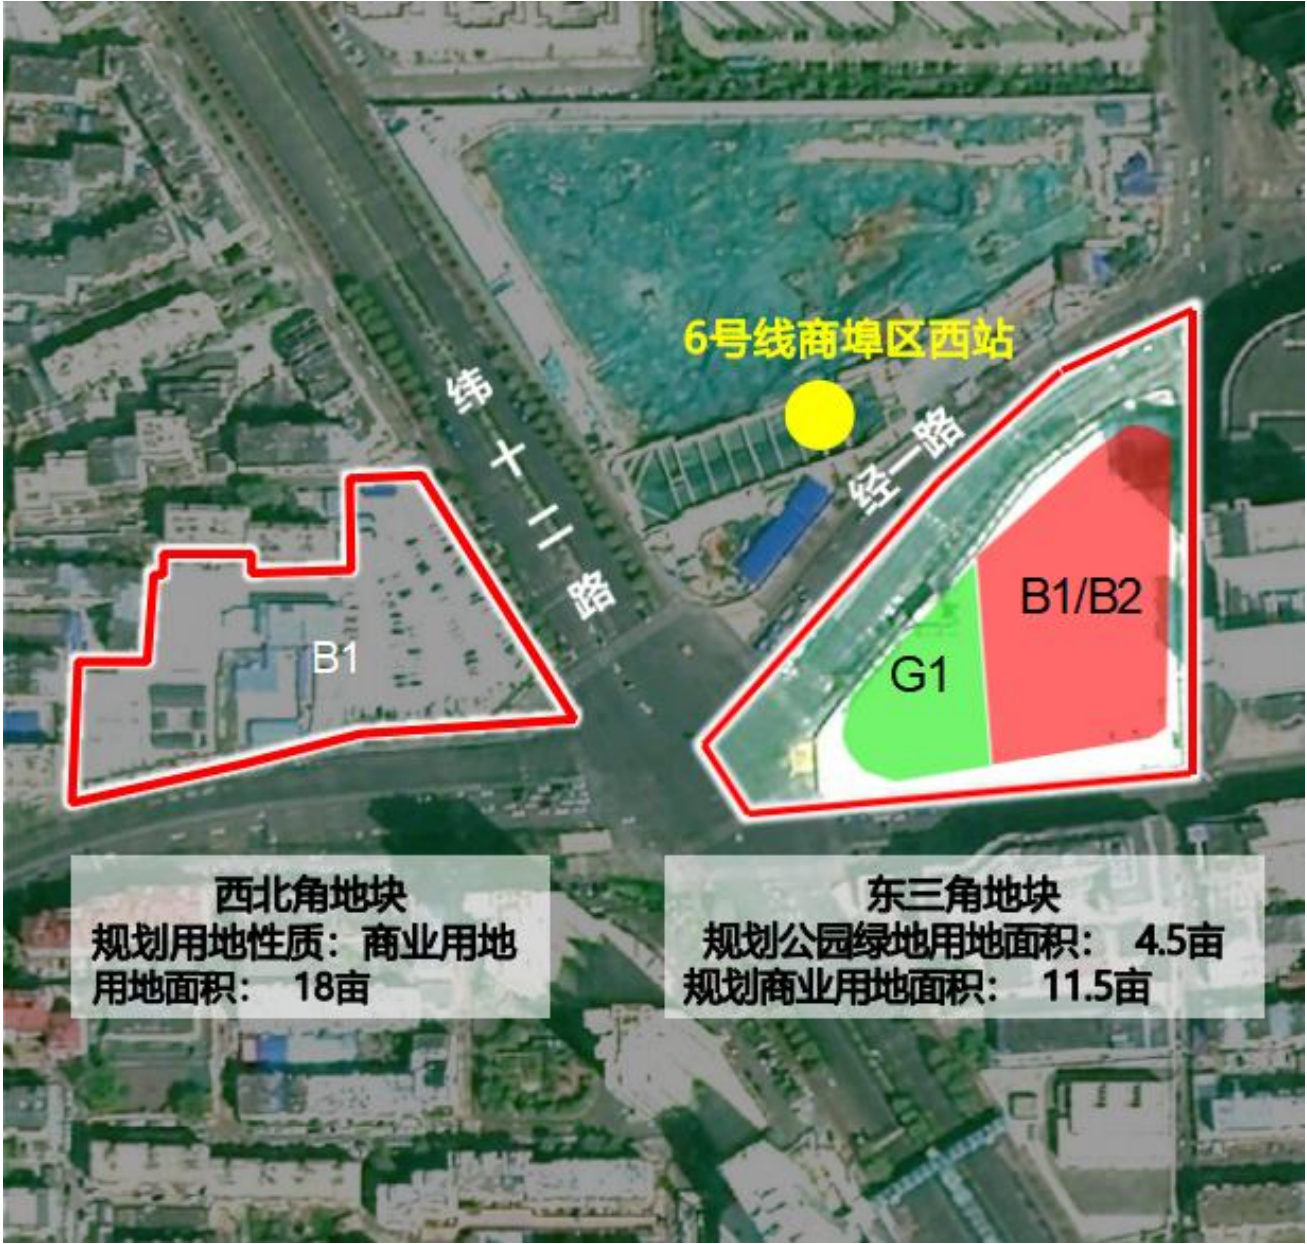 6号线商埠区西站
纬十二路
经一路
B1
B1/B2
G1
西北角地块
规划用地性质：商业用地
用地面积： 18亩
东三角地块
规划公园绿地用地面积： 4.5亩
规划商业用地面积： 11.5亩